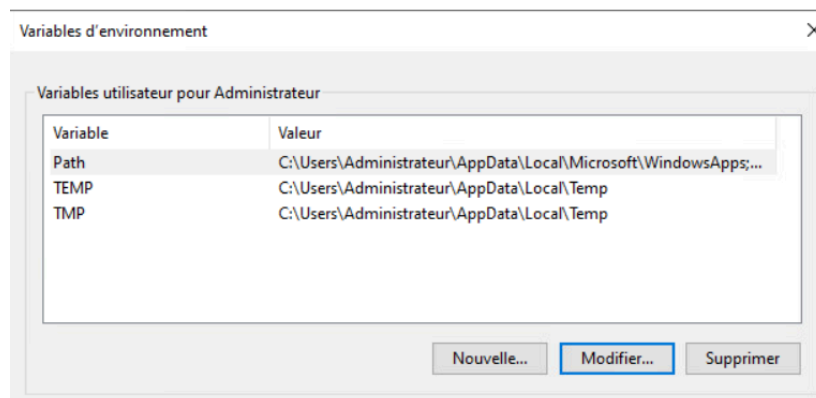 Variables d'environnement
Variables utilisateur pour Administrateur
Variable Valeur
Path C:\Users\Administrateur\AppData\Local\Microsoft\WindowsApps;...
TEMP C:\Users\Administrateur\AppData\Local\Temp
TMP C:\Users\Administrateur\AppData\Local\Temp
Nouvelle... Modifier... Supprimer